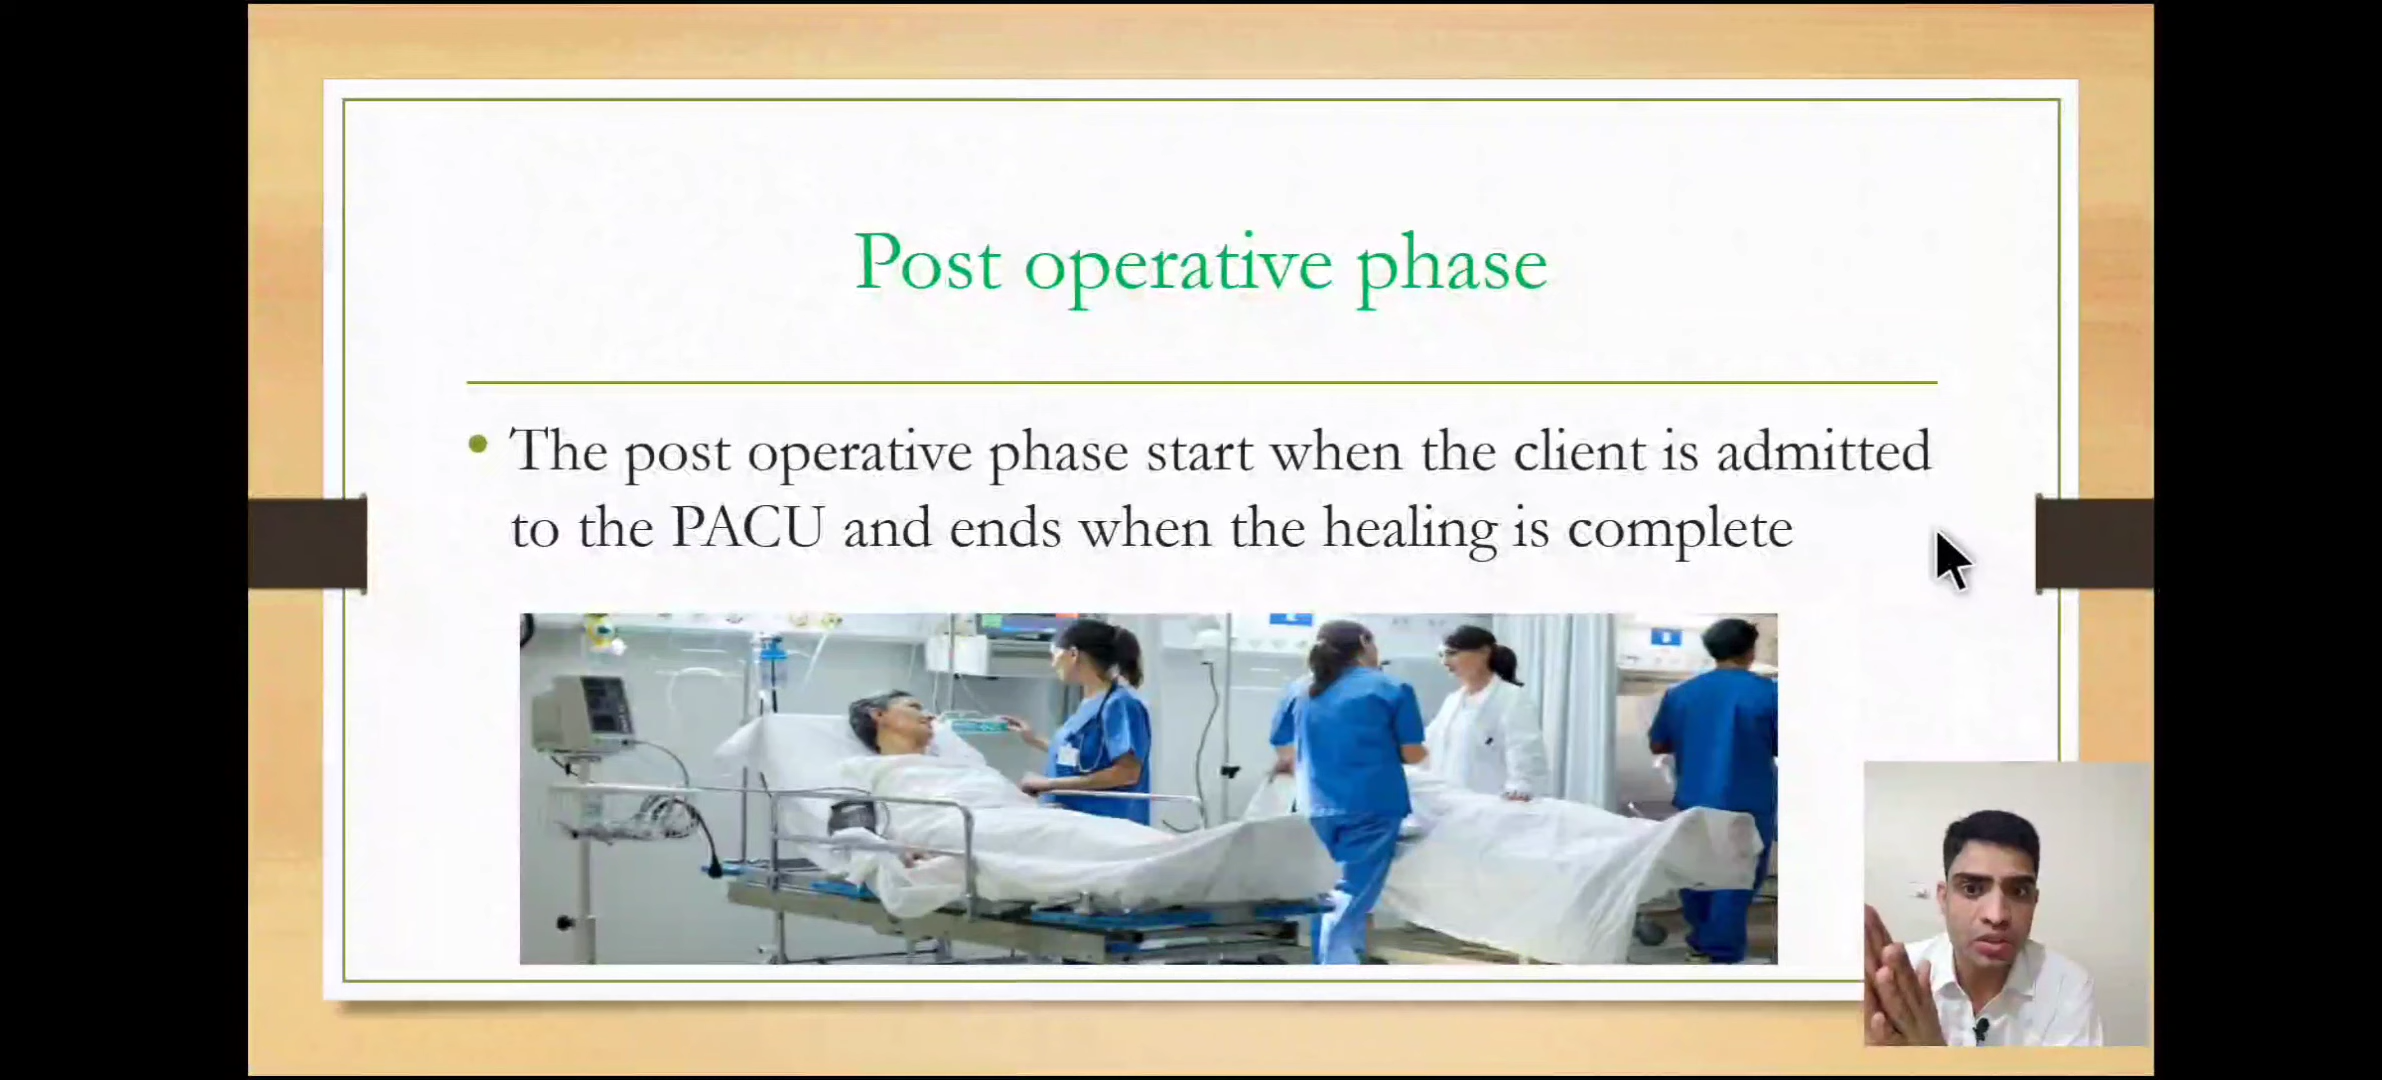 Post operative phase
• The post operative phase start when the client is admitted
to the PACU and ends when the healing is complete